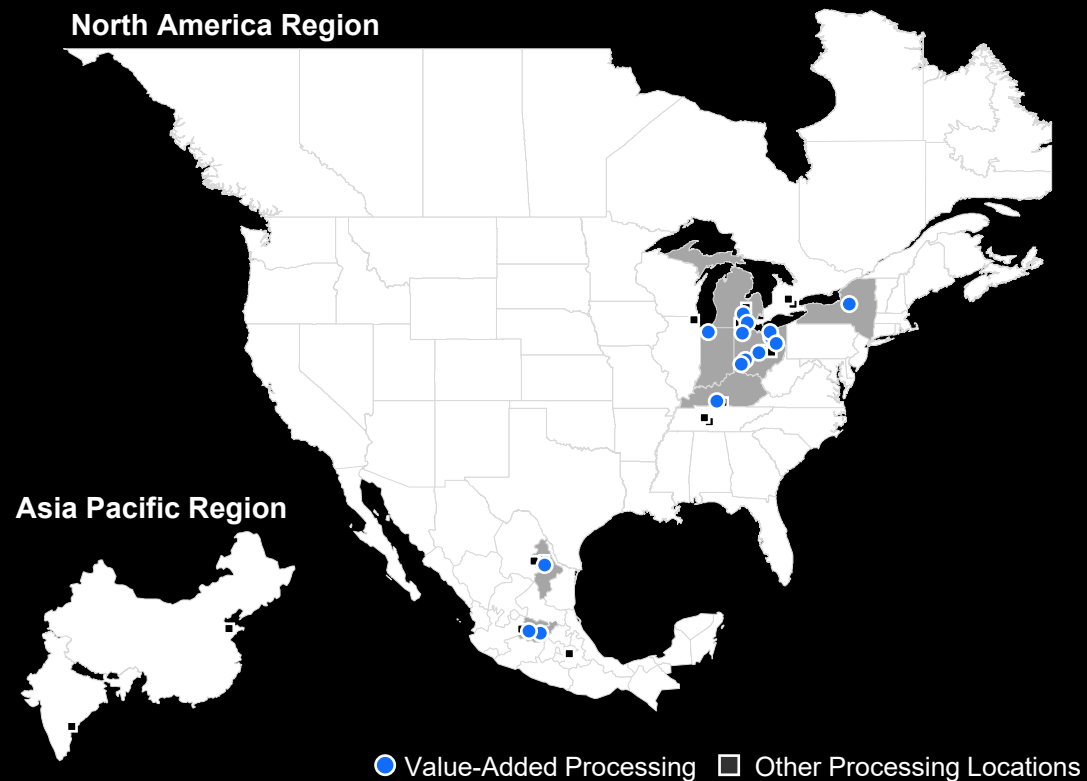 North America Region
Asia Pacific Region
Value-Added Processing
Other Processing Locations